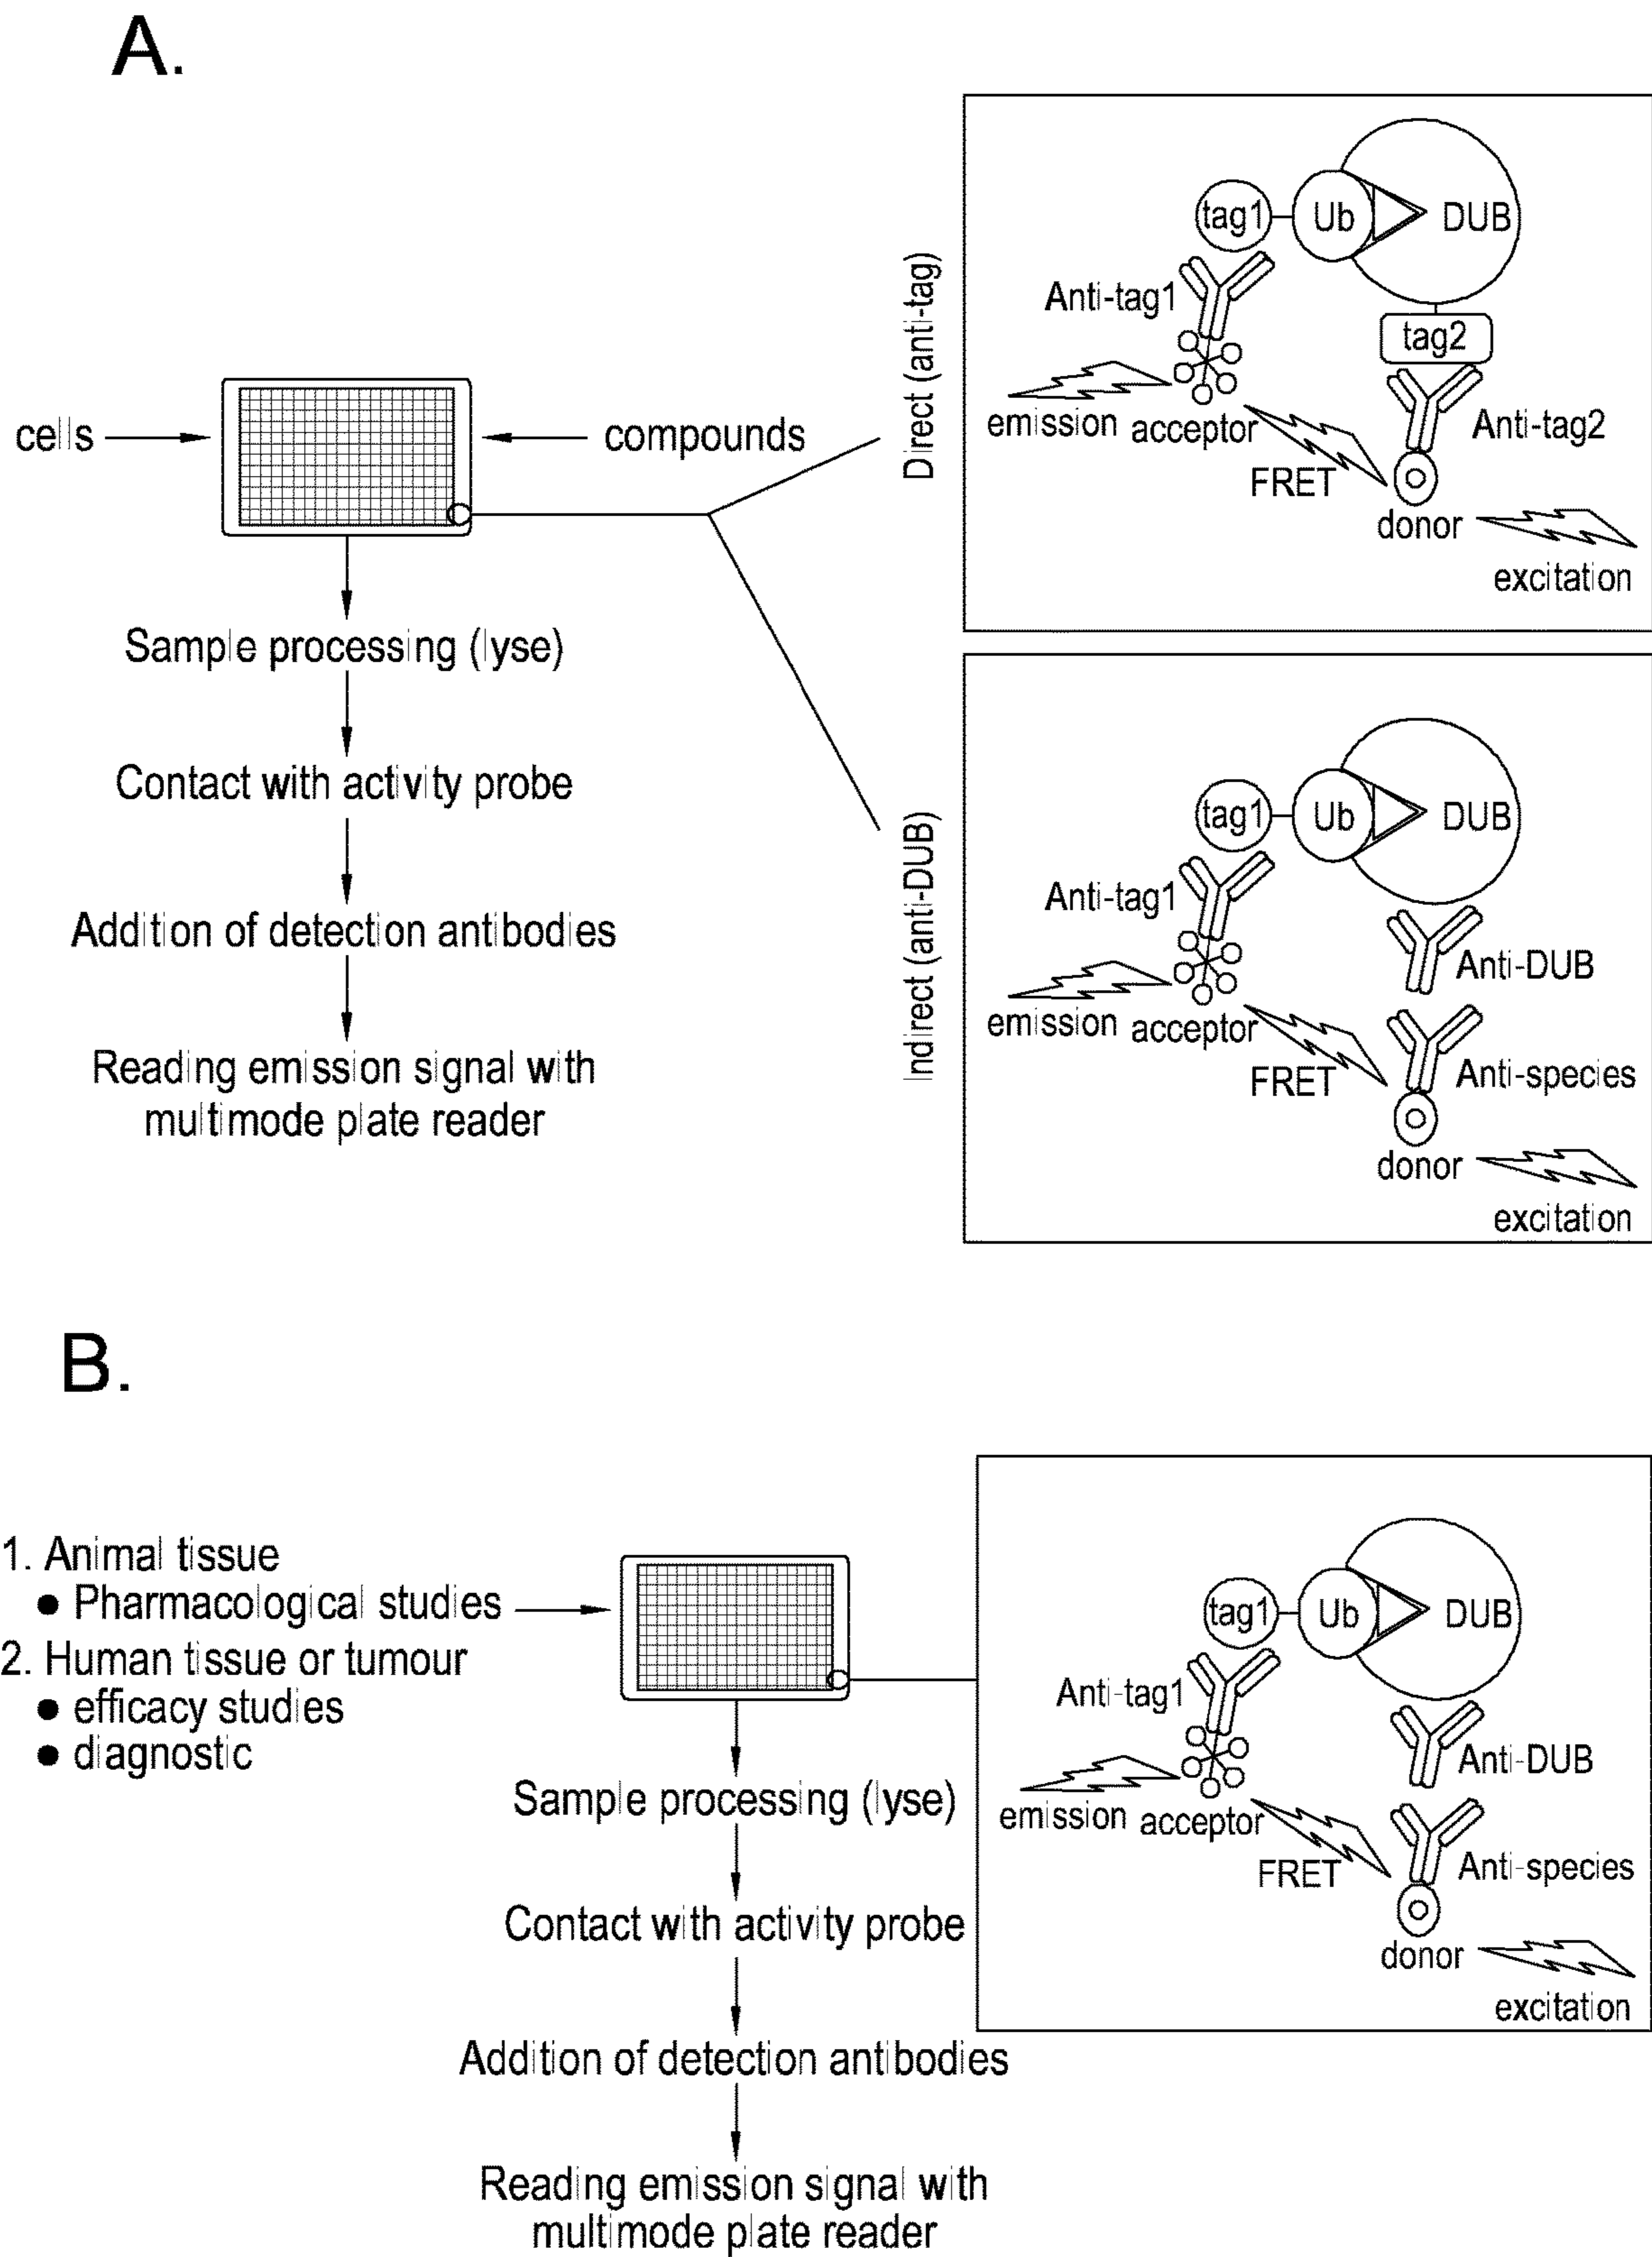 A.
cells
compounds
Sample processing (lyse)
Contact with activity probe
Addition of detection antibodies
Reading emission signal with
multimode plate reader
Direct (anti-tag)
tag1
Ub
DUB
Anti-tag1
tag2
emission
acceptor
Anti-tag2
FRET
donor
excitation
Indirect (anti-DUB)
tag1
Ub
DUB
Anti-tag1
Anti-DUB
emission
acceptor
FRET
Anti-species
donor
excitation
B.
1. Animal tissue
● Pharmacological studies
2. Human tissue or tumour
● efficacy studies
● diagnostic
Sample processing (lyse)
Contact with activity probe
Addition of detection antibodies
Reading emission signal with
multimode plate reader
tag1
Ub
DUB
Anti-tag1
Anti-DUB
emission
acceptor
FRET
Anti-species
donor
excitation